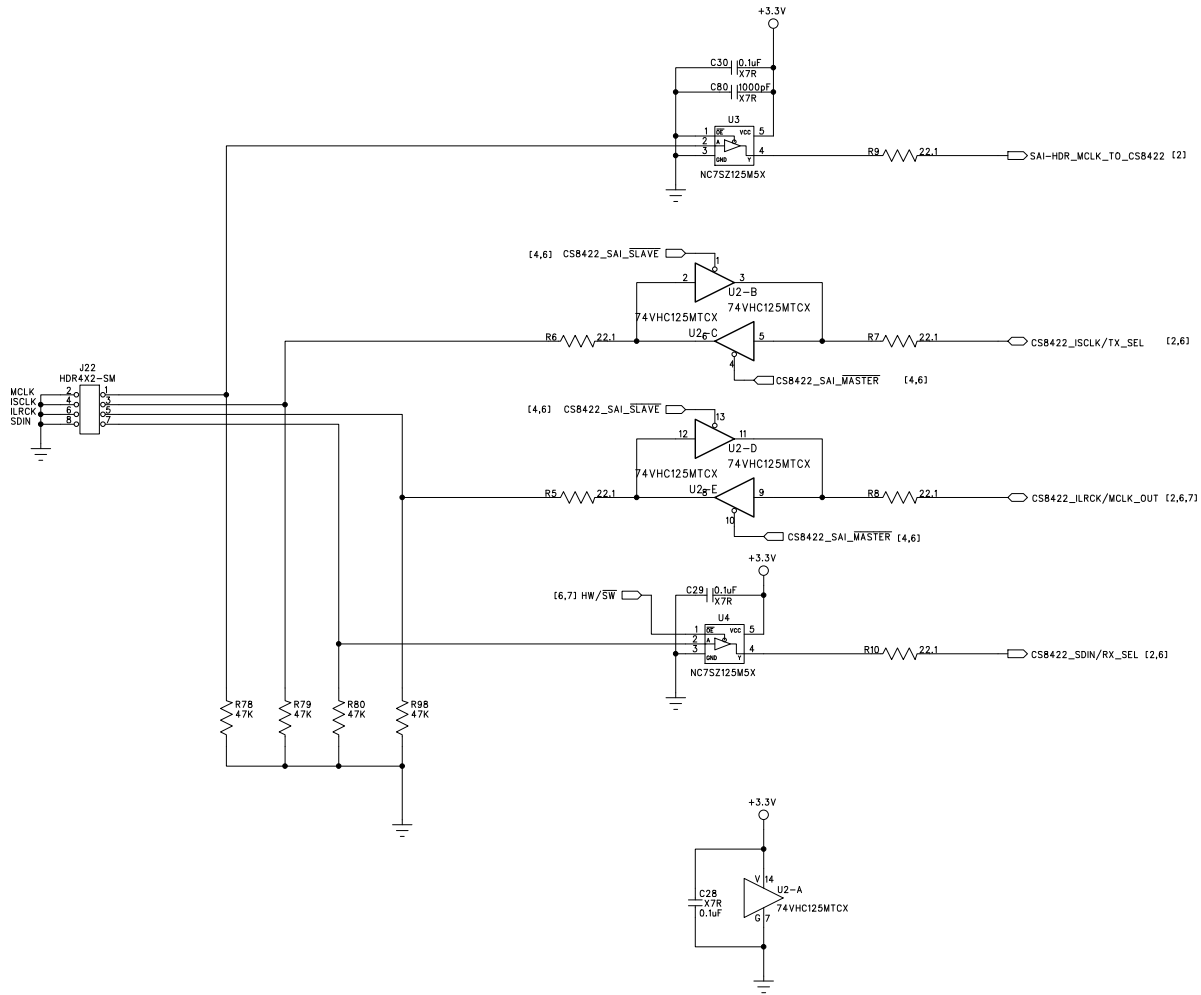 +3.3V
C30 0.1uF
X7R
C80 1000pF
X7R
U3
1 OE VCC 5
2 A
3 GND Y 4
NC7SZ125M5X
R9 22.1
SAI-HDR_MCLK_TO_CS8422 [2]
[4,6] CS8422_SAI_SLAVE
1
2 3
U2-B
74VHC125MTCX
74VHC125MTCX
U2-C
6 5
4
R6 22.1
R7 22.1
CS8422_ISCLK/TX_SEL [2,6]
CS8422_SAI_MASTER [4,6]
J22
HDR4X2-SM
MCLK 2 1
ISCLK 4 3
ILRCK 6 5
SDIN 8 7
[4,6] CS8422_SAI_SLAVE
13
12 11
U2-D
74VHC125MTCX
74VHC125MTCX
U2-E
8 9
10
R5 22.1
R8 22.1
CS8422_ILRCK/MCLK_OUT [2,6,7]
CS8422_SAI_MASTER [4,6]
+3.3V
C29 0.1uF
X7R
[6,7] HW/SW
U4
1 OE VCC 5
2 A
3 GND Y 4
NC7SZ125M5X
R10 22.1
CS8422_SDIN/RX_SEL [2,6]
R78
47K
R79
47K
R80
47K
R98
47K
+3.3V
V 14
C28
X7R
0.1uF
U2-A
74VHC125MTCX
G 7